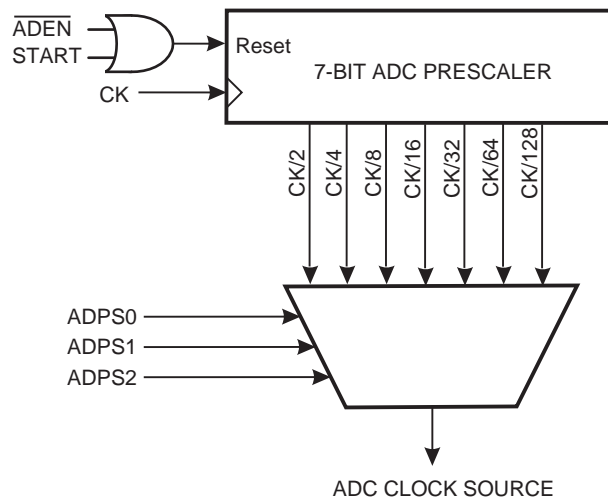 ADEN
START
Reset
7-BIT ADC PRESCALER
CK
CK/2
CK/4
CK/8
CK/16
CK/32
CK/64
CK/128
ADPS0
ADPS1
ADPS2
ADC CLOCK SOURCE